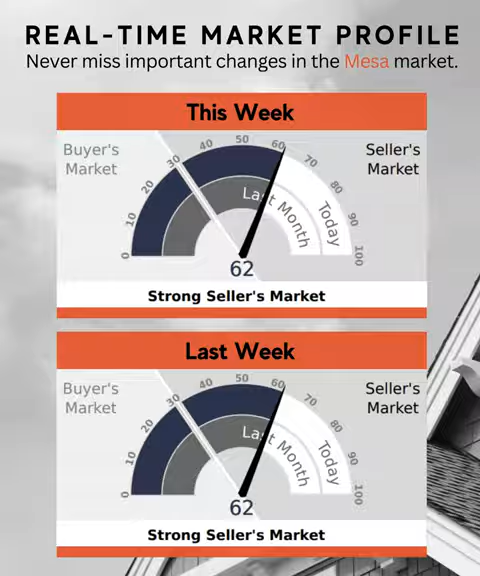 REAL-TIME MARKET PROFILE
Never miss important changes in the Mesa market.
This Week
Buyer's
Market
Seller's
Market
0
10
20
30
40
50
60
70
80
90
100
Last Month
Today
62
Strong Seller's Market
Last Week
Buyer's
Market
Seller's
Market
0
10
20
30
40
50
60
70
80
90
100
Last Month
Today
62
Strong Seller's Market